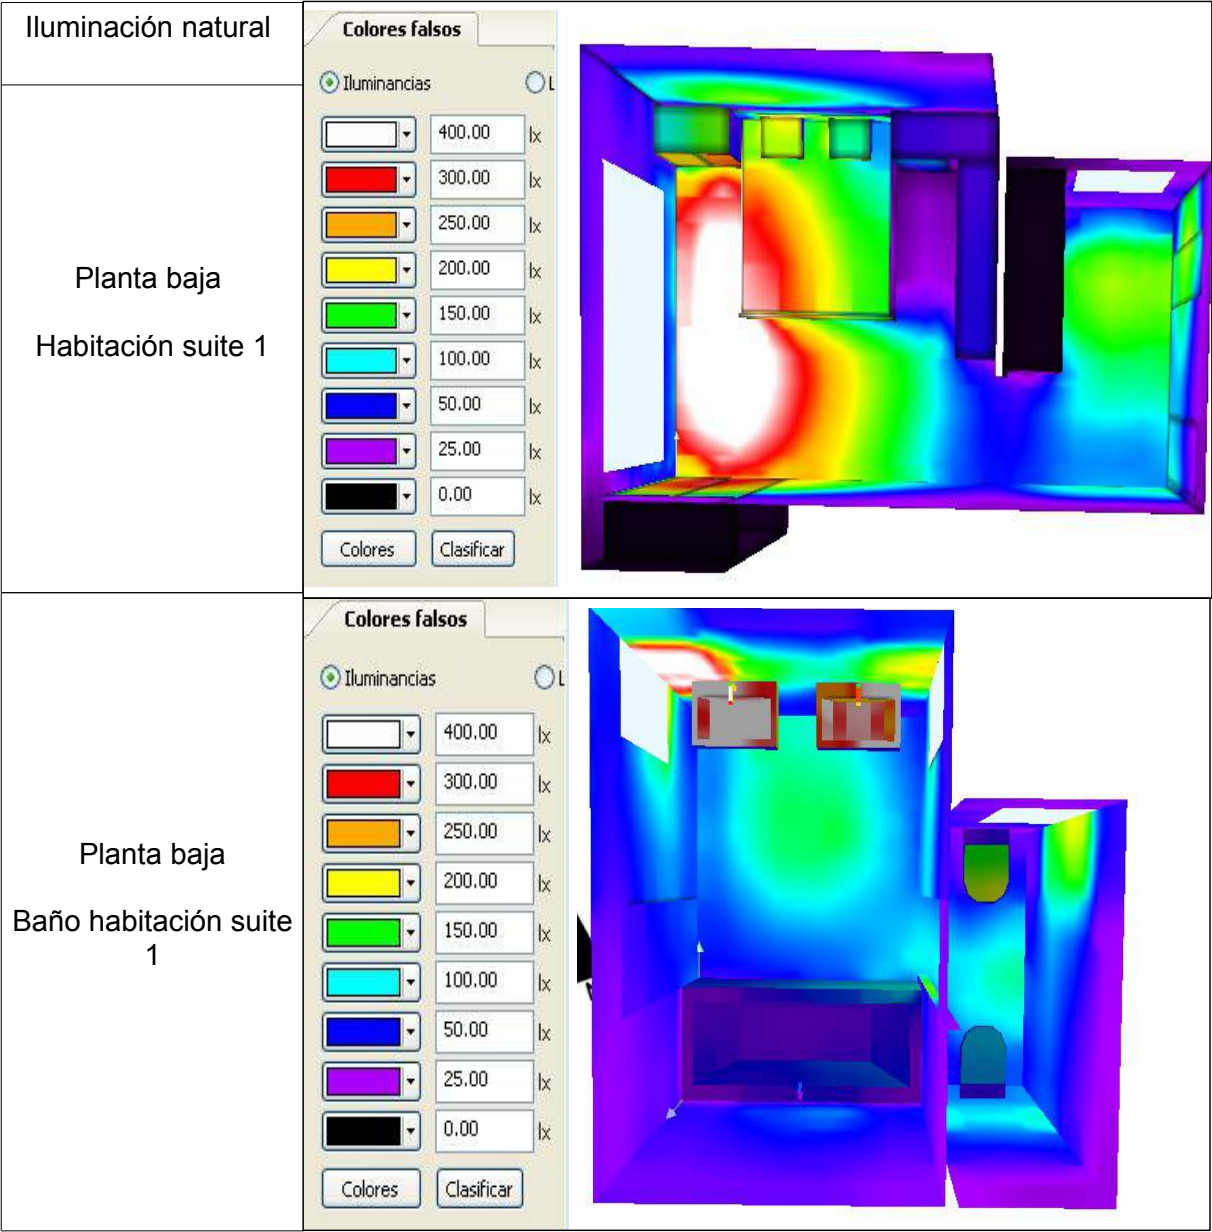 Iluminación natural
Colores falsos
Iluminancias
L
400.00 lx
300.00 lx
250.00 lx
200.00 lx
150.00 lx
100.00 lx
50.00 lx
25.00 lx
0.00 lx
Colores Clasificar
Planta baja
Habitación suite 1
Colores falsos
Iluminancias
L
400.00 lx
300.00 lx
250.00 lx
200.00 lx
150.00 lx
100.00 lx
50.00 lx
25.00 lx
0.00 lx
Colores Clasificar
Planta baja
Baño habitación suite
1